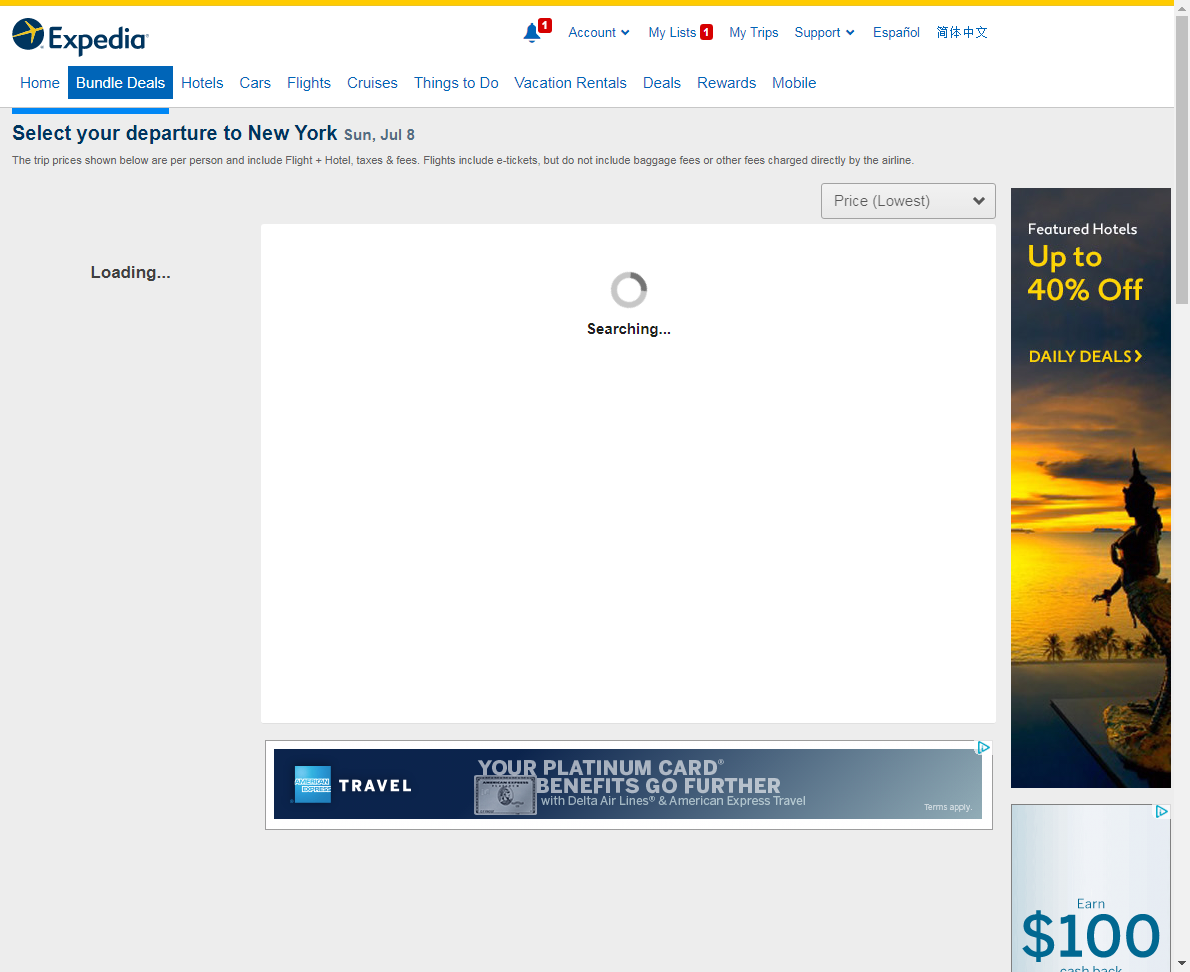 Expedia
1
Account
My Lists 1
My Trips
Support
Español
简体中文
Home
Bundle Deals
Hotels
Cars
Flights
Cruises
Things to Do
Vacation Rentals
Deals
Rewards
Mobile
Select your departure to New York Sun, Jul 8
The trip prices shown below are per person and include Flight + Hotel, taxes & fees. Flights include e-tickets, but do not include baggage fees or other fees charged directly by the airline.
Price (Lowest)
Loading...
Searching...
Featured Hotels
Up to
40% Off
DAILY DEALS
AMERICAN
EXPRESS
TRAVEL
YOUR PLATINUM CARD®
BENEFITS GO FURTHER
with Delta Air Lines® & American Express Travel
Terms apply.
Earn
$100
cash back